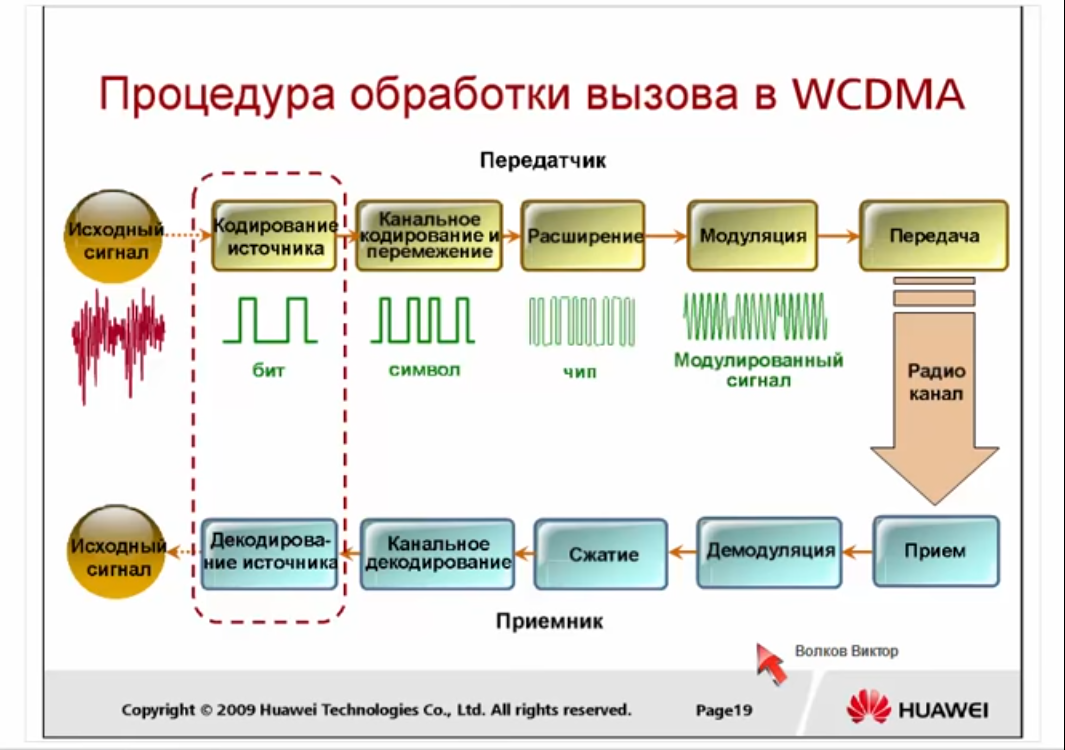 Процедура обработки вызова в WCDMA
Передатчик
Исходный
сигнал
Кодирование
источника
Канальное
кодирование и
перемежение
Расширение
Модуляция
Передача
бит
символ
чип
Модулированный
сигнал
Радио
канал
Исходный
сигнал
Декодирова-
ние источника
Канальное
декодирование
Сжатие
Демодуляция
Прием
Приемник
Волков Виктор
Copyright © 2009 Huawei Technologies Co., Ltd. All rights reserved.
Page19
HUAWEI